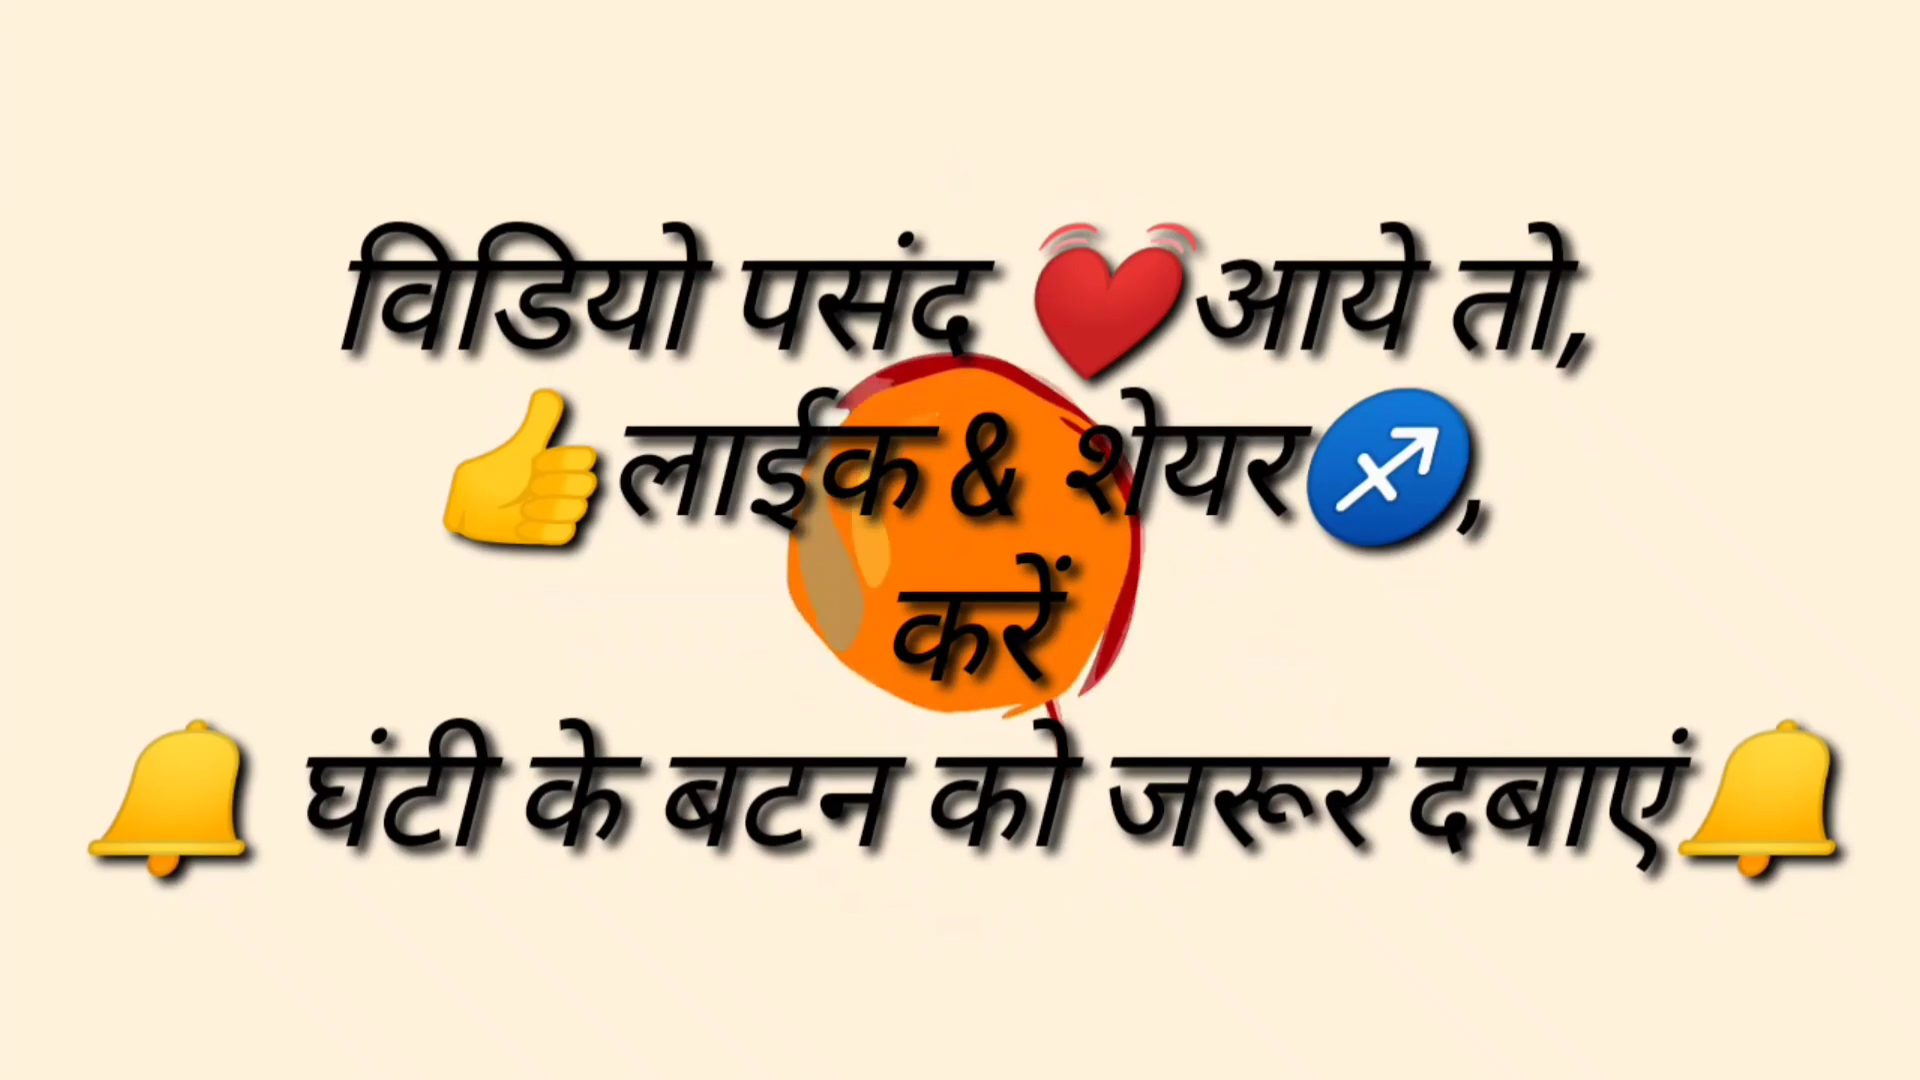 विडियो पसंद 💓आये तो,
👍लाईक & शेयर♐,
करें
🔔 घंटी के बटन को जरूर दबाएं🔔